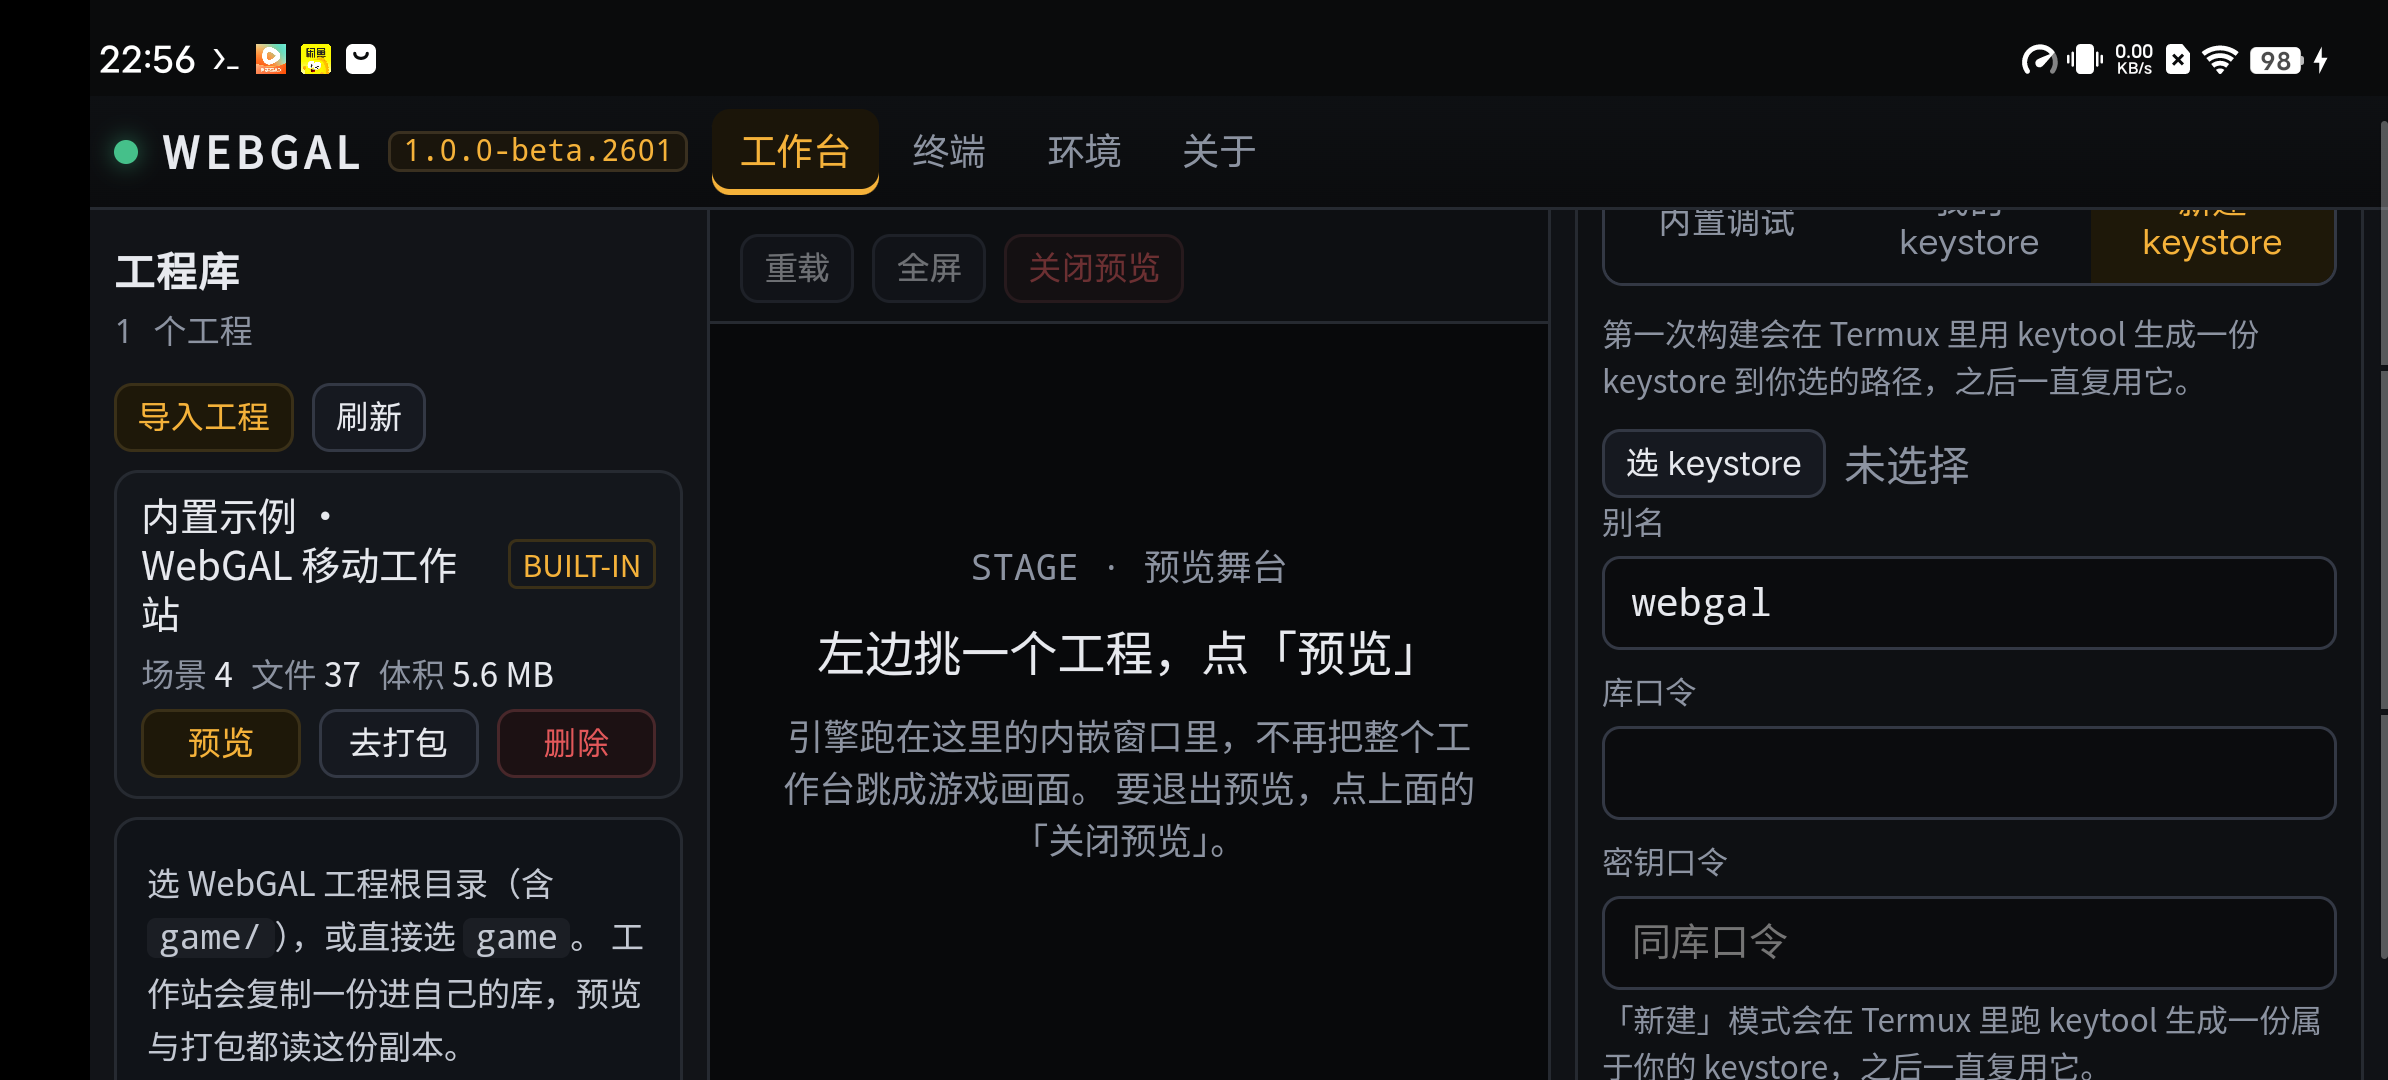 22:56
0.00
KB/s
98
WEBGAL
1.0.0-beta.2601
工作台
终端
环境
关于
工程库
1 个工程
导入工程
刷新
内置示例 ·
WebGAL 移动工作
站
BUILT-IN
场景 4 文件 37 体积 5.6 MB
预览
去打包
删除
选 WebGAL 工程根目录（含
game/ ），或直接选 game 。 工
作站会复制一份进自己的库，预览
与打包都读这份副本。
重载
全屏
关闭预览
STAGE · 预览舞台
左边挑一个工程，点「预览」
引擎跑在这里的内嵌窗口里，不再把整个工
作台跳成游戏画面。 要退出预览，点上面的
「关闭预览」。
内置调试
我的
keystore
新建
keystore
第一次构建会在 Termux 里用 keytool 生成一份
keystore 到你选的路径，之后一直复用它。
选 keystore
未选择
别名
webgal
库口令
密钥口令
同库口令
「新建」模式会在 Termux 里跑 keytool 生成一份属
于你的 keystore，之后一直复用它。